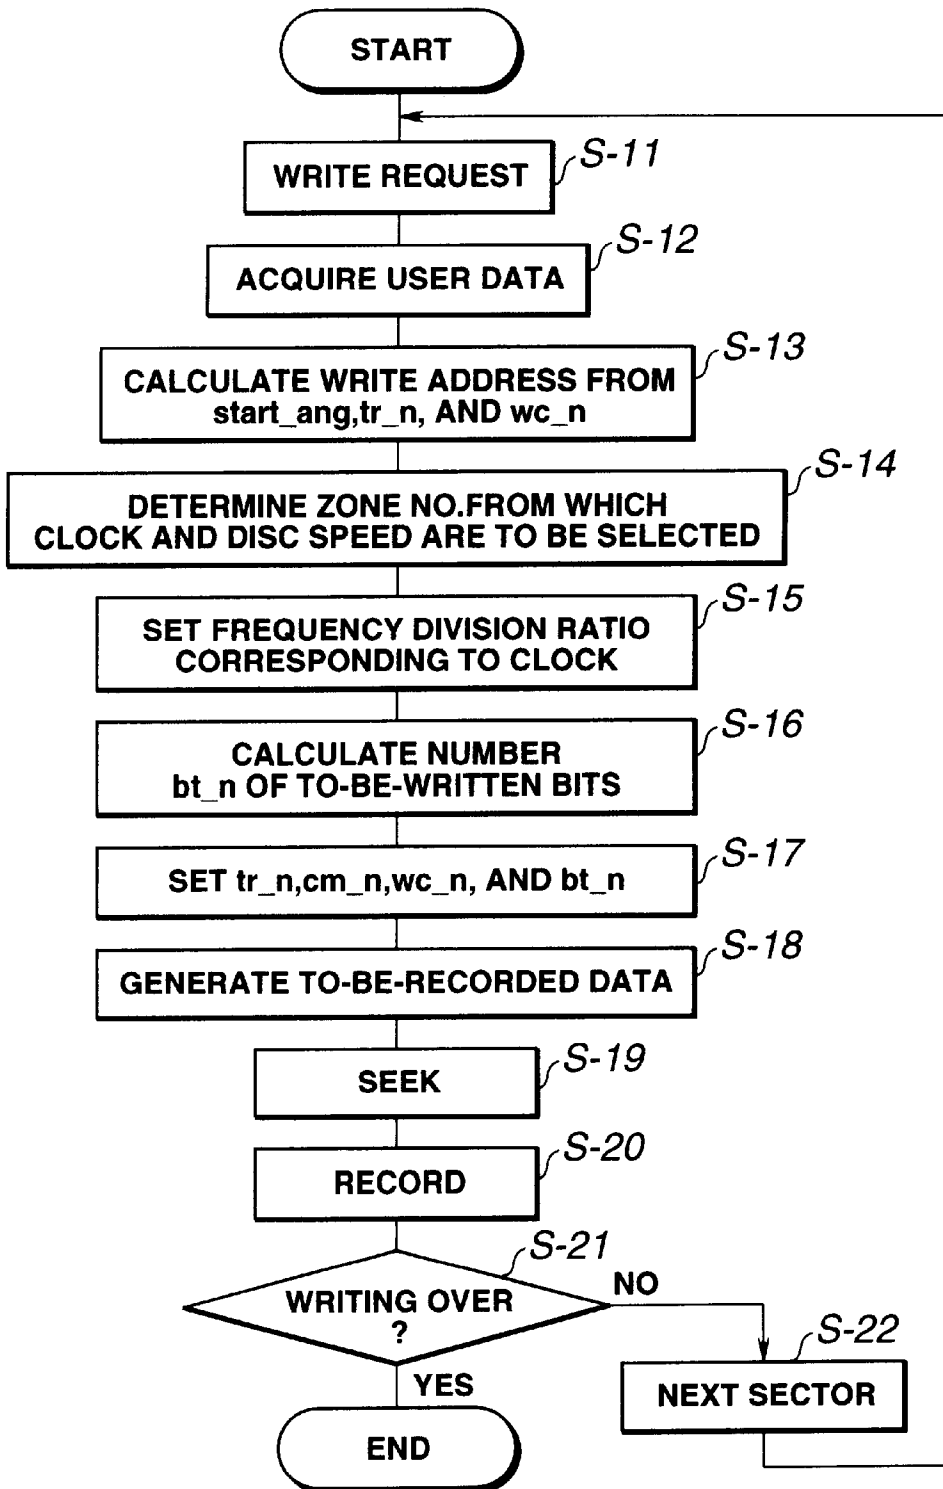 START
WRITE REQUEST
S-11
ACQUIRE USER DATA
S-12
CALCULATE WRITE ADDRESS FROM
start_ang,tr_n, AND wc_n
S-13
DETERMINE ZONE NO.FROM WHICH
CLOCK AND DISC SPEED ARE TO BE SELECTED
S-14
SET FREQUENCY DIVISION RATIO
CORRESPONDING TO CLOCK
S-15
CALCULATE NUMBER
bt_n OF TO-BE-WRITTEN BITS
S-16
SET tr_n,cm_n,wc_n, AND bt_n
S-17
GENERATE TO-BE-RECORDED DATA
S-18
SEEK
S-19
RECORD
S-20
WRITING OVER
?
S-21
NO
YES
NEXT SECTOR
S-22
END